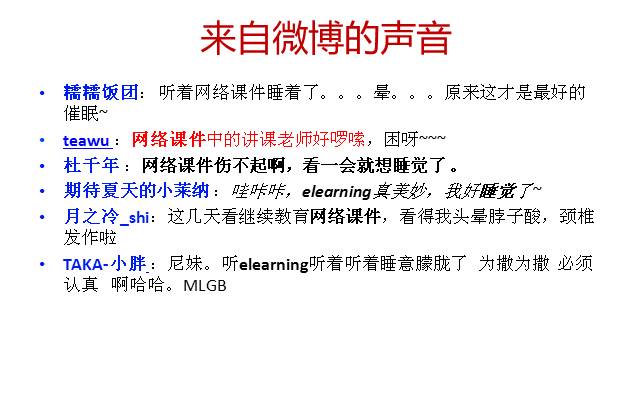 来自微博的声音
• 糯糯饭团：听着网络课件睡着了。。。晕。。。原来这才是最好的
催眠~
• teawu：网络课件中的讲课老师好啰嗦，困呀~~~
• 杜千年：网络课件伤不起啊，看一会就想睡觉了。
• 期待夏天的小茉纳：哇咔咔，elearning真美妙，我好睡觉了~
• 月之冷_shi：这几天看继续教育网络课件，看得我头晕脖子酸，颈椎
发作啦
• TAKA-小胖：尼妹。听elearning听着听着睡意朦胧了 为撒为撒 必须
认真 啊哈哈。MLGB